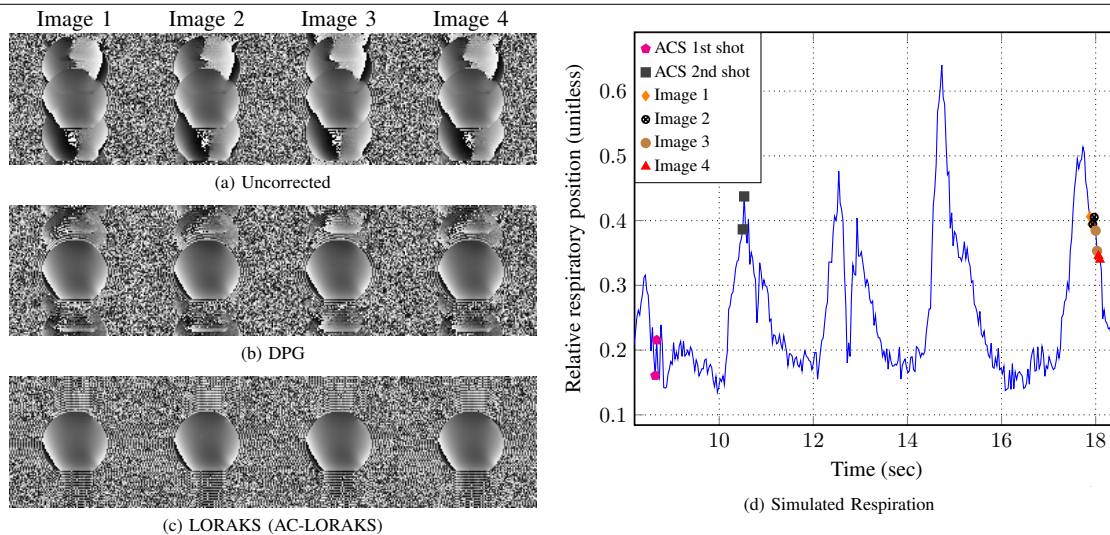 Image 1 Image 2 Image 3 Image 4
(a) Uncorrected
(b) DPG
(c) LORAKS (AC-LORAKS)
ACS 1st shot
ACS 2nd shot
Image 1
Image 2
Image 3
Image 4
Relative respiratory position (unitless)
0.6
0.5
0.4
0.3
0.2
0.1
10 12 14 16 18
Time (sec)
(d) Simulated Respiration